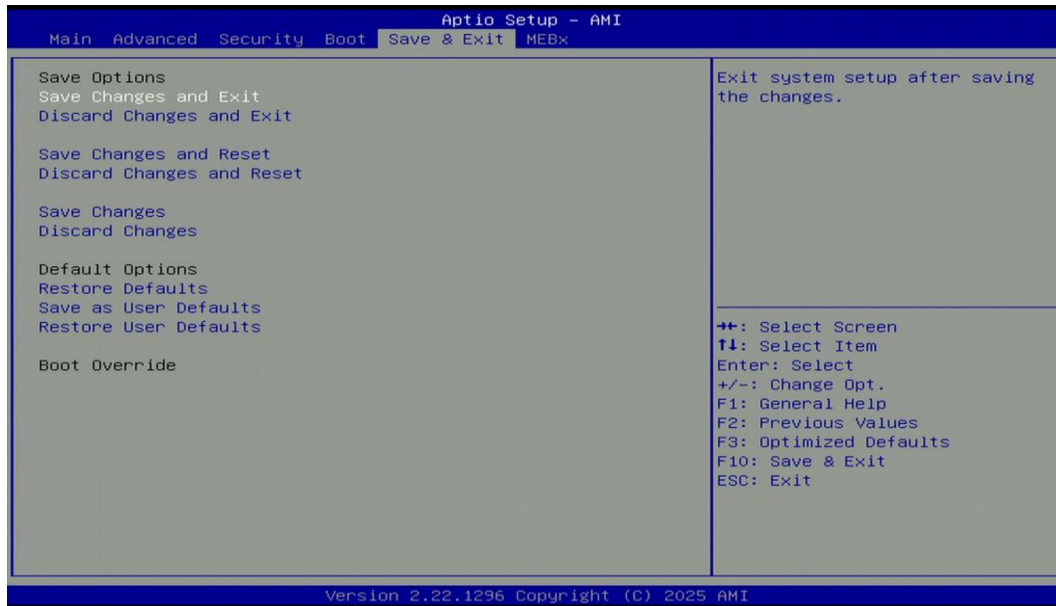 Aptio Setup – AMI
Main Advanced Security Boot Save & Exit MEBx
Save Options
Save Changes and Exit
Discard Changes and Exit
Save Changes and Reset
Discard Changes and Reset
Save Changes
Discard Changes
Default Options
Restore Defaults
Save as User Defaults
Restore User Defaults
Boot Override
Exit system setup after saving
the changes.
→←: Select Screen
↑↓: Select Item
Enter: Select
+/-: Change Opt.
F1: General Help
F2: Previous Values
F3: Optimized Defaults
F10: Save & Exit
ESC: Exit
Version 2.22.1296 Copyright (C) 2025 AMI